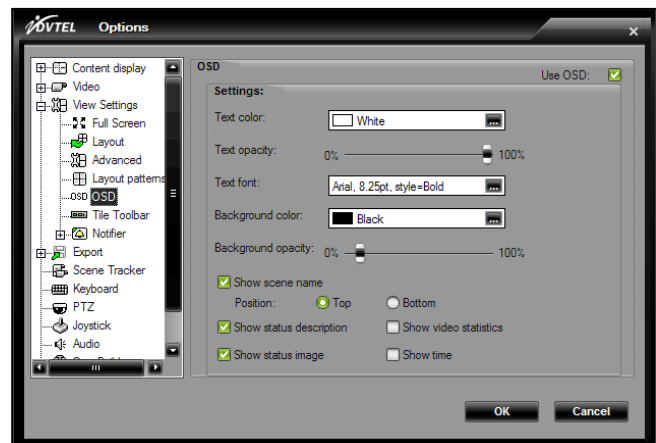 iOVTEL Options
Content display
Video
View Settings
Full Screen
Layout
Advanced
Layout patterns
OSD OSD
Tile Toolbar
Notifier
Export
Scene Tracker
Keyboard
PTZ
Joystick
Audio
OSD
Use OSD:
Settings:
Text color: White
Text opacity: 0% 100%
Text font: Arial, 8.25pt, style=Bold
Background color: Black
Background opacity: 0% 100%
Show scene name
Position: Top Bottom
Show status description Show video statistics
Show status image Show time
OK Cancel